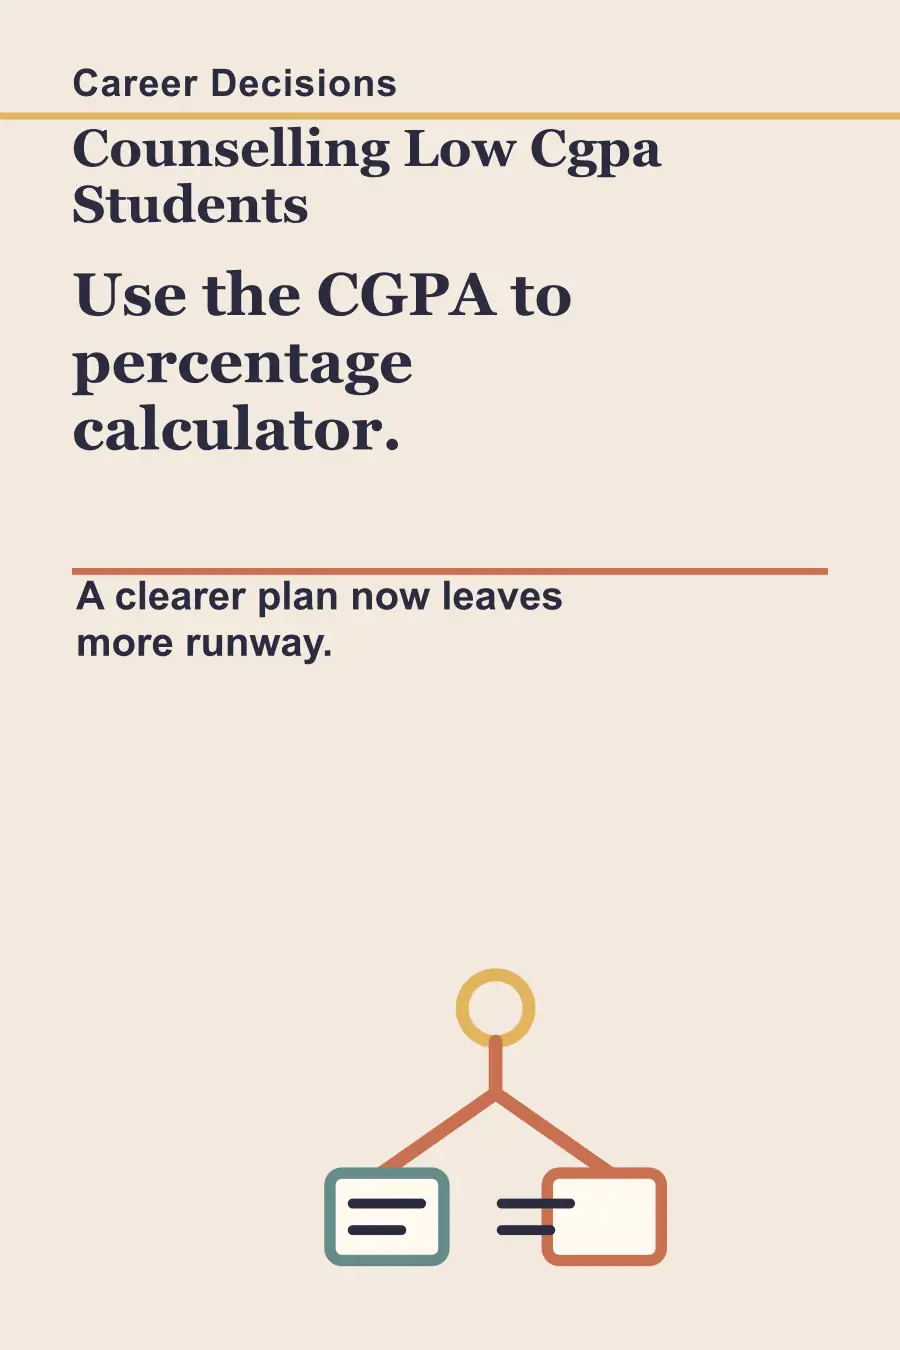 Career Decisions
Counselling Low Cgpa
Students
Use the CGPA to
percentage
calculator.
A clearer plan now leaves
more runway.